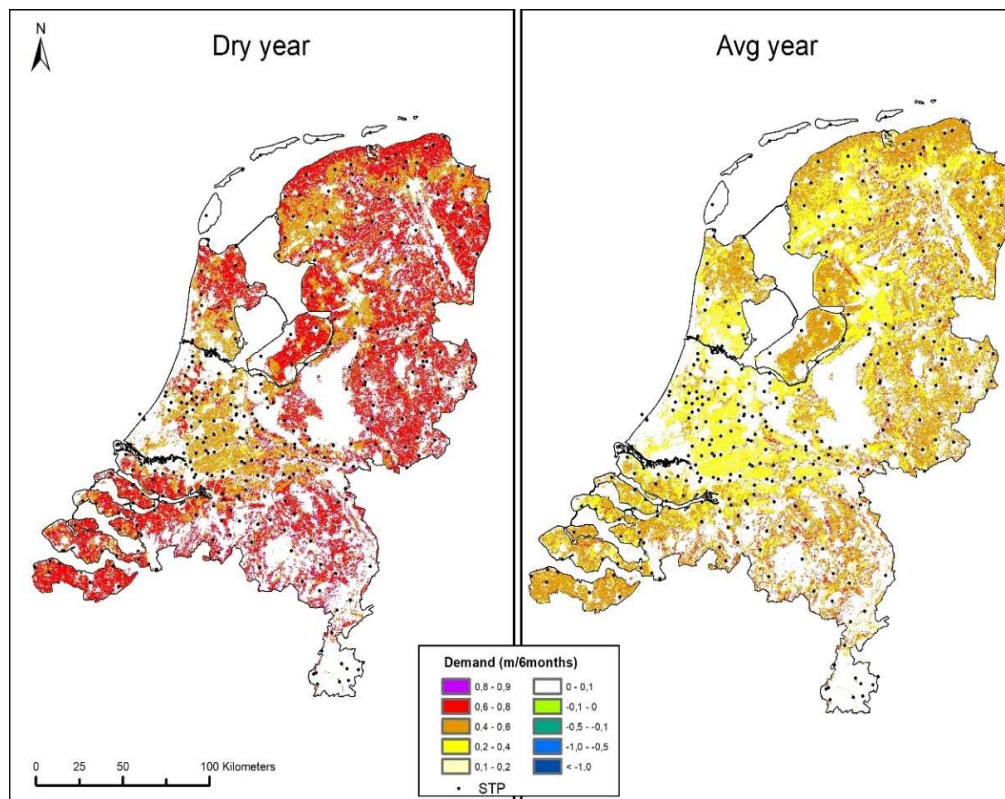 N
Dry year
Avg year
Demand (m/6months)
0,8 - 0,9
0,6 - 0,8
0,4 - 0,6
0,2 - 0,4
0,1 - 0,2
STP
0 - 0,1
-0,1 - 0
-0,5 - -0,1
-1,0 - -0,5
< -1,0
0 25 50 100 Kilometers